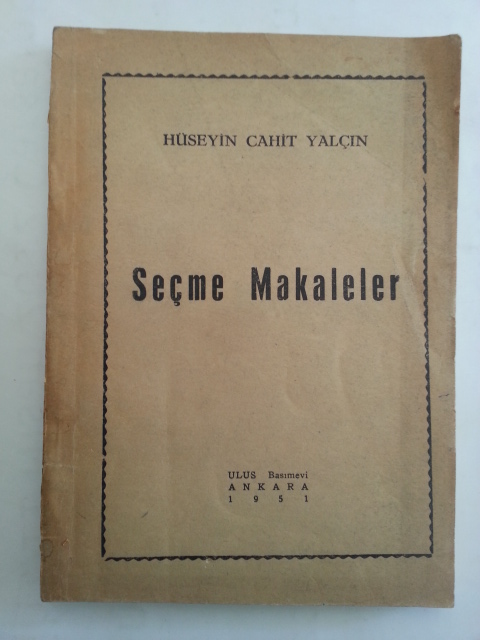 HÜSEYİN CAHİT YALÇIN
Seçme Makaleler
ULUS Basımevi
ANKARA
1951